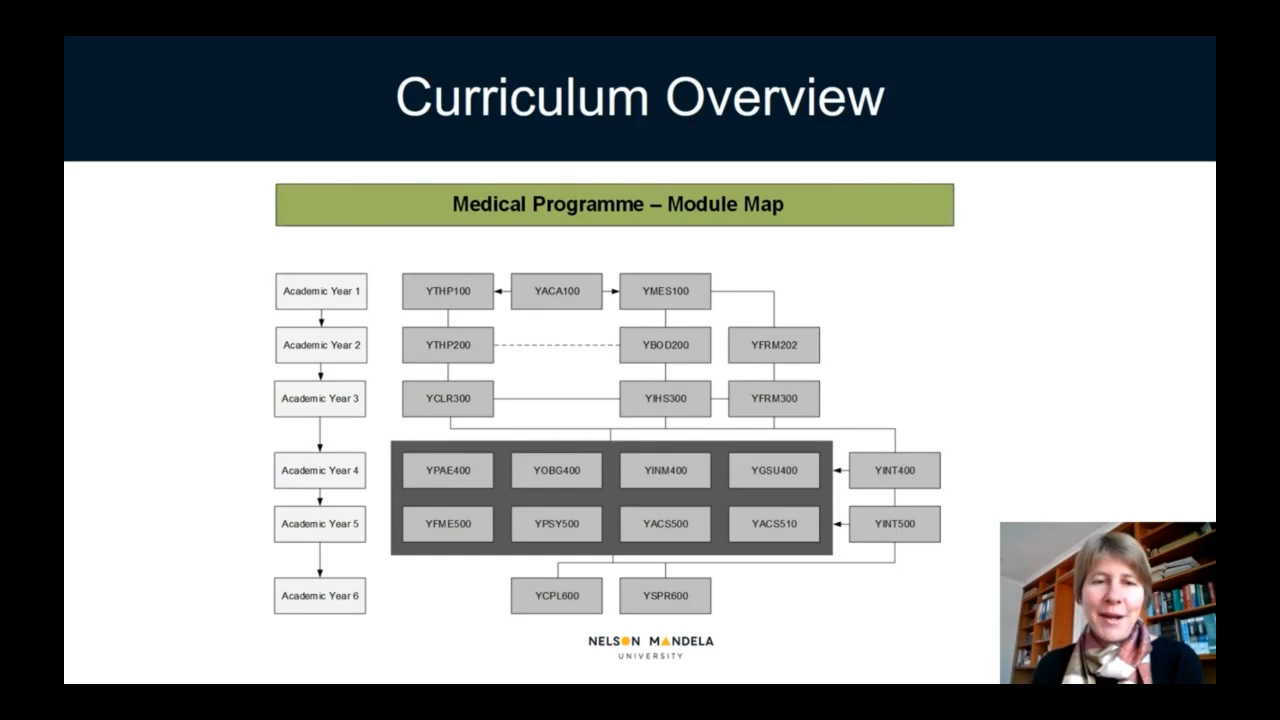 Curriculum Overview
Medical Programme – Module Map
Academic Year 1
YTHP100
YACA100
YMES100
Academic Year 2
YTHP200
YBOD200
YFRM202
Academic Year 3
YCLR300
YIHS300
YFRM300
Academic Year 4
YPAE400
YOBG400
YINM400
YGSU400
YINT400
Academic Year 5
YFME500
YPSY500
YACS500
YACS510
YINT500
Academic Year 6
YCPL600
YSPR600
NELSON MANDELA
UNIVERSITY